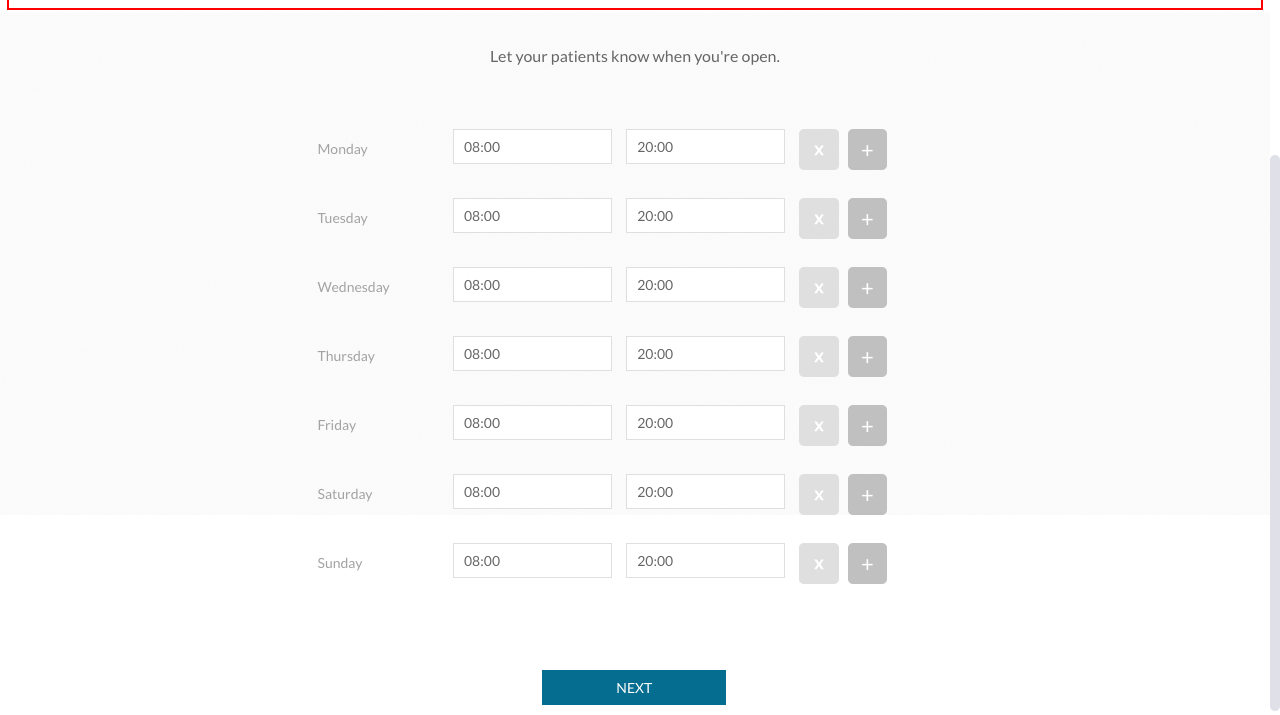 Let your patients know when you're open.
Monday 08:00 20:00 x +
Tuesday 08:00 20:00 x +
Wednesday 08:00 20:00 x +
Thursday 08:00 20:00 x +
Friday 08:00 20:00 x +
Saturday 08:00 20:00 x +
Sunday 08:00 20:00 x +
NEXT